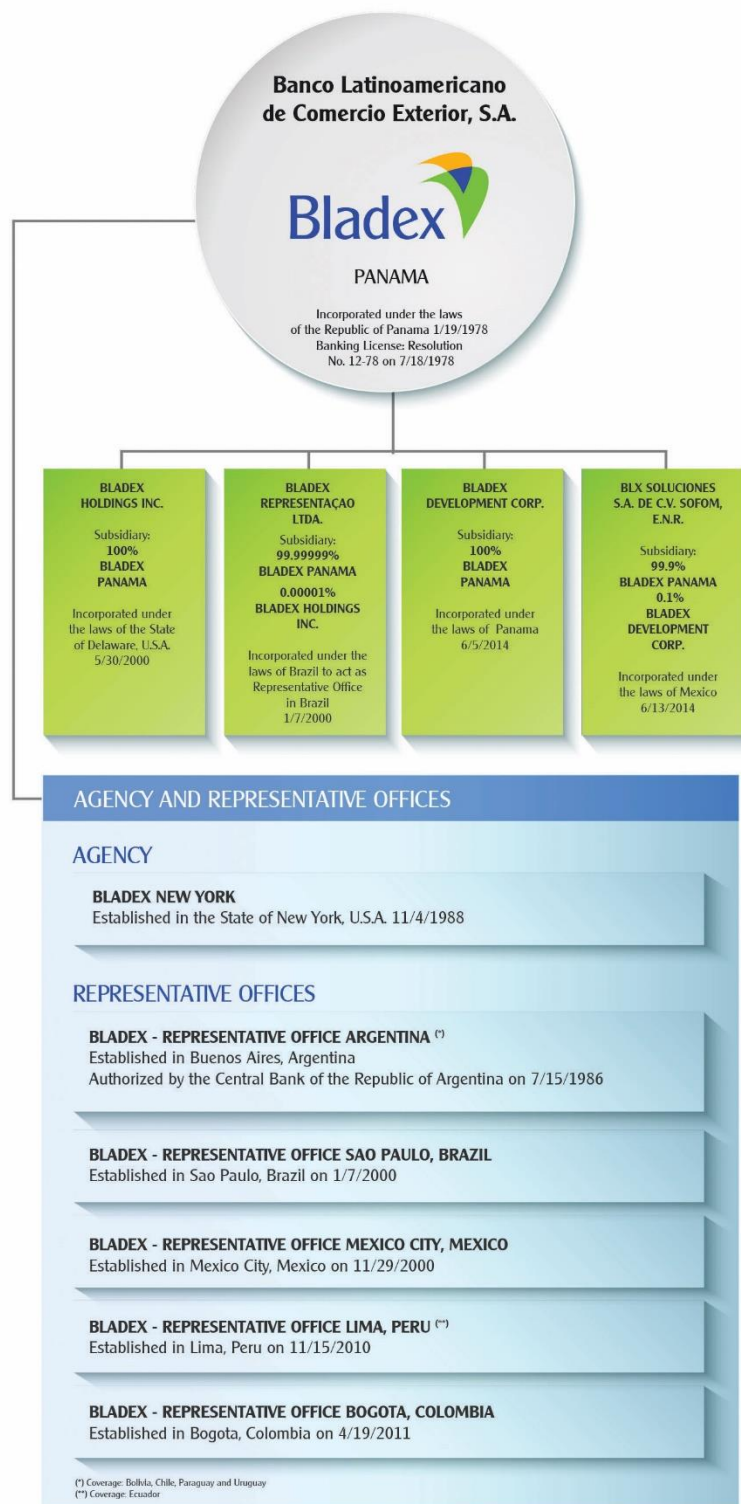 Banco Latinoamericano
de Comercio Exterior, S.A.
Bladex
PANAMA
Incorporated under the laws
of the Republic of Panama 1/19/1978
Banking License: Resolution
No. 12-78 on 7/18/1978
BLADEX
HOLDINGS INC.
Subsidiary:
100%
BLADEX
PANAMA
Incorporated under
the laws of the State
of Delaware, U.S.A.
5/30/2000
BLADEX
REPRESENTAÇAO
LTDA.
Subsidiary:
99.99999%
BLADEX PANAMA
0.00001%
BLADEX HOLDINGS
INC.
Incorporated under the
laws of Brazil to act as
Representative Office
in Brazil
1/7/2000
BLADEX
DEVELOPMENT CORP.
Subsidiary:
100%
BLADEX
PANAMA
Incorporated under
the laws of Panama
6/5/2014
BLX SOLUCIONES
S.A. DE C.V. SOFOM,
E.N.R.
Subsidiary:
99.9%
BLADEX PANAMA
0.1%
BLADEX
DEVELOPMENT
CORP.
Incorporated under
the laws of Mexico
6/13/2014
AGENCY AND REPRESENTATIVE OFFICES
AGENCY
BLADEX NEW YORK
Established in the State of New York, U.S.A. 11/4/1988
REPRESENTATIVE OFFICES
BLADEX - REPRESENTATIVE OFFICE ARGENTINA (*)
Established in Buenos Aires, Argentina
Authorized by the Central Bank of the Republic of Argentina on 7/15/1986
BLADEX - REPRESENTATIVE OFFICE SAO PAULO, BRAZIL
Established in Sao Paulo, Brazil on 1/7/2000
BLADEX - REPRESENTATIVE OFFICE MEXICO CITY, MEXICO
Established in Mexico City, Mexico on 11/29/2000
BLADEX - REPRESENTATIVE OFFICE LIMA, PERU (**)
Established in Lima, Peru on 11/15/2010
BLADEX - REPRESENTATIVE OFFICE BOGOTA, COLOMBIA
Established in Bogota, Colombia on 4/19/2011
(*) Coverage: Bolivia, Chile, Paraguay and Uruguay
(**) Coverage: Ecuador